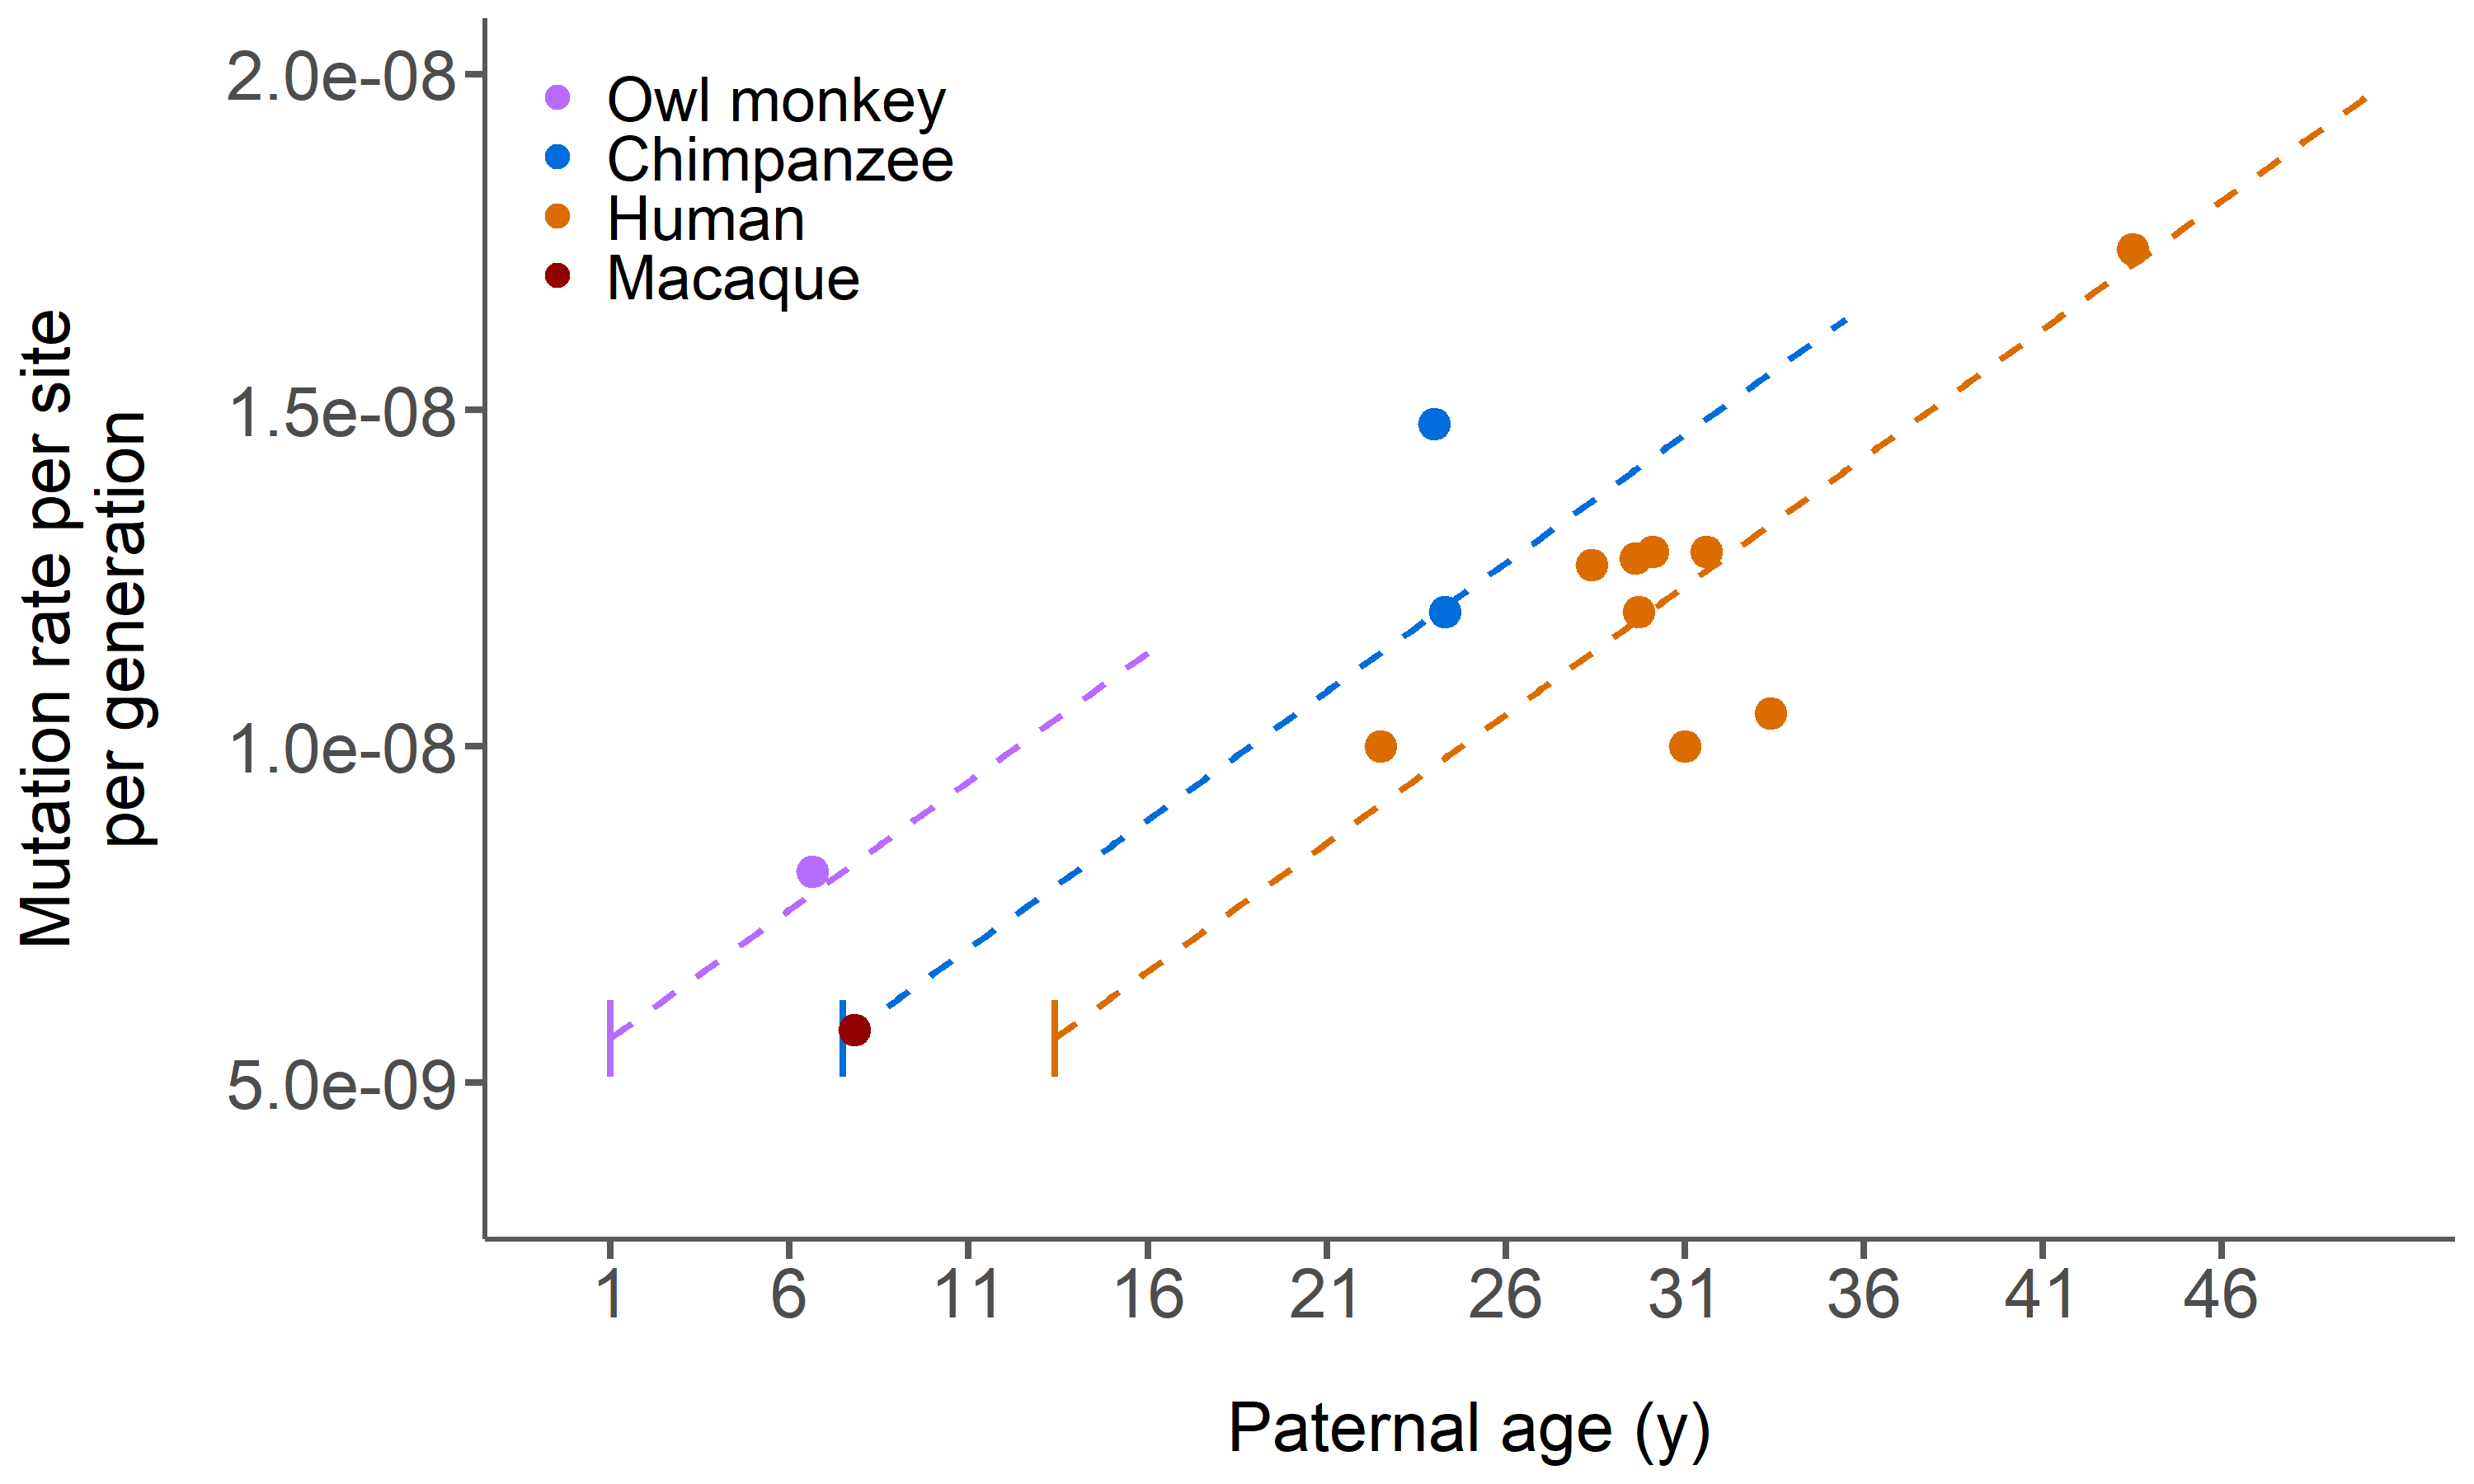 2.0e-08
1.5e-08
1.0e-08
5.0e-09
Mutation rate per site
per generation
Owl monkey
Chimpanzee
Human
Macaque
1 6 11 16 21 26 31 36 41 46
Paternal age (y)